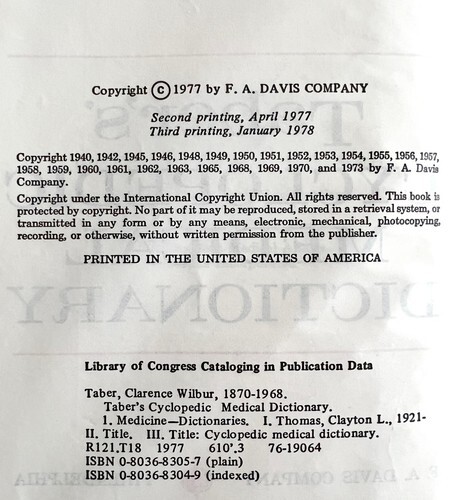 Copyright © 1977 by F. A. DAVIS COMPANY
Second printing, April 1977
Third printing, January 1978
Copyright 1940, 1942, 1945, 1946, 1948, 1949, 1950, 1951, 1952, 1953, 1954, 1955, 1956, 1957,
1958, 1959, 1960, 1961, 1962, 1963, 1965, 1968, 1969, 1970, and 1973 by F. A. Davis
Company.
Copyright under the International Copyright Union. All rights reserved. This book is
protected by copyright. No part of it may be reproduced, stored in a retrieval system, or
transmitted in any form or by any means, electronic, mechanical, photocopying,
recording, or otherwise, without written permission from the publisher.
PRINTED IN THE UNITED STATES OF AMERICA
Library of Congress Cataloging in Publication Data
Taber, Clarence Wilbur, 1870-1968.
Taber's Cyclopedic Medical Dictionary.
1. Medicine—Dictionaries. I. Thomas, Clayton L., 1921-
II. Title. III. Title: Cyclopedic medical dictionary.
R121.T18 1977 610'.3 76-19064
ISBN 0-8036-8305-7 (plain)
ISBN 0-8036-8304-9 (indexed)